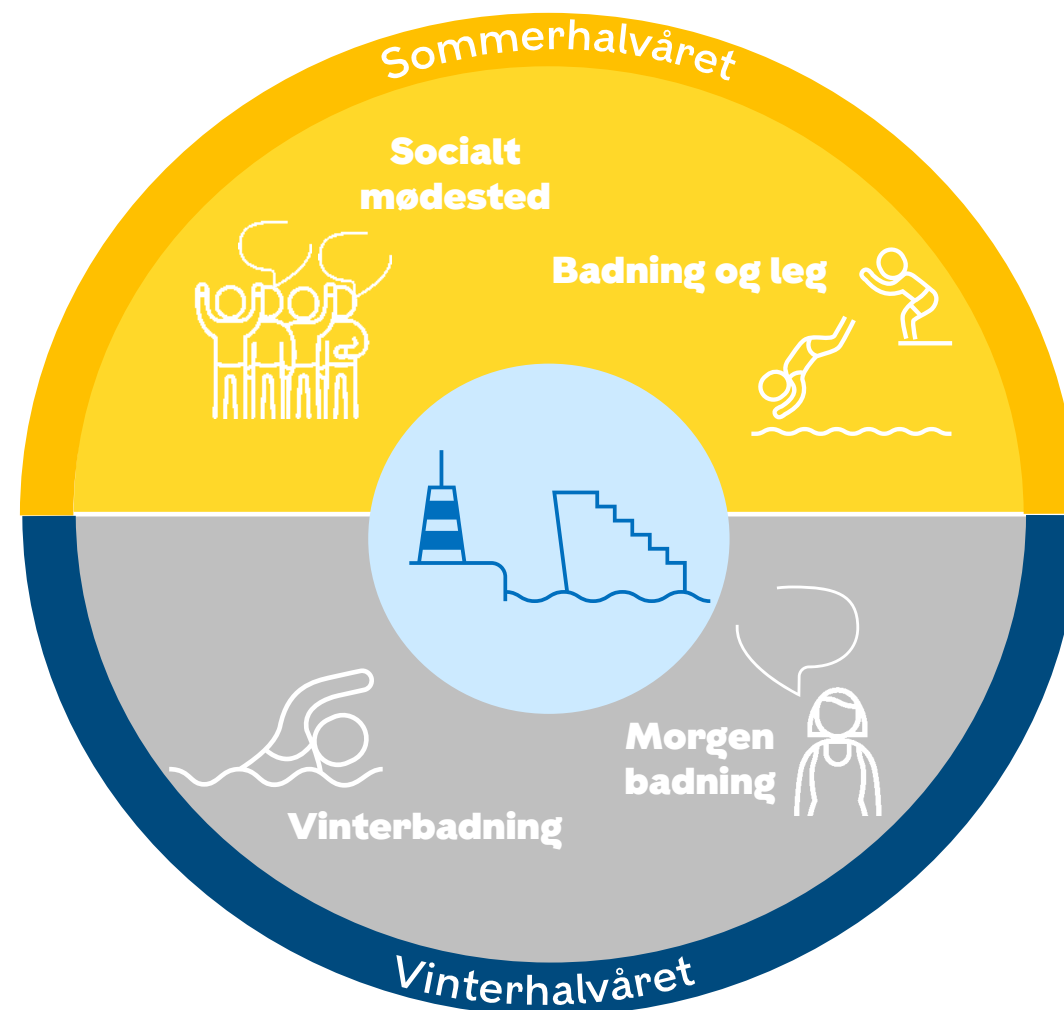 Sommerhalvåret
Socialt
mødested
Badning og leg
Morgen
badning
Vinterbadning
Vinterhalvåret